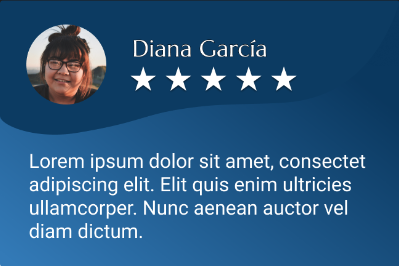 Diana García
Lorem ipsum dolor sit amet, consectet
adipiscing elit. Elit quis enim ultricies
ullamcorper. Nunc aenean auctor vel
diam dictum.